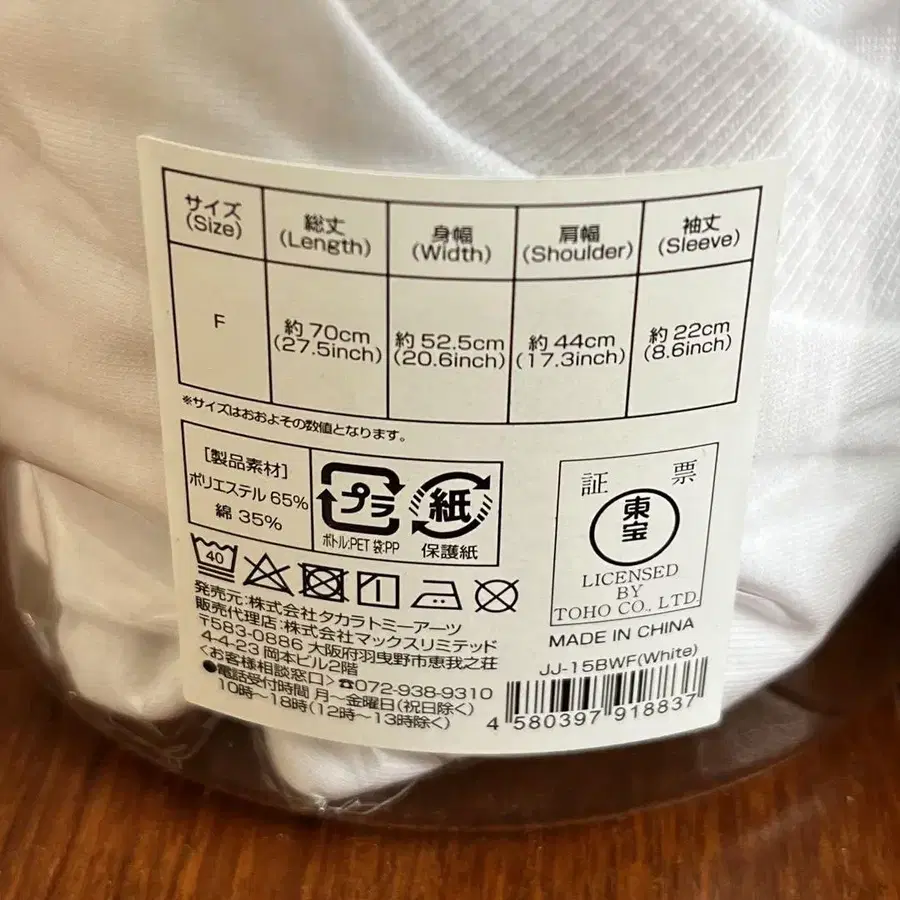 サイズ
(Size)
総丈
(Length)
身幅
(Width)
肩幅
(Shoulder)
袖丈
(Sleeve)
F
約 70cm
(27.5inch)
約 52.5cm
(20.6inch)
約 44cm
(17.3inch)
約 22cm
(8.6inch)
※サイズはおおよその数値となります。
[製品素材]
ポリエステル 65%
綿 35%
プラ
ボトル:PET 袋:PP
紙
保護紙
証 票
東宝
LICENSED
BY
TOHO CO., LTD.
40
発売元:株式会社タカラトミーアーツ
販売代理店:株式会社マックスリミテッド
〒583-0886 大阪府羽曳野市恵我之荘
4-4-23 岡本ビル2階
<お客様相談窓口>☎072-938-9310
●電話受付時間 月~金曜日(祝日除く)
10時~18時(12時~13時除く)
MADE IN CHINA
JJ-15BWF(White)
4 580397 918837